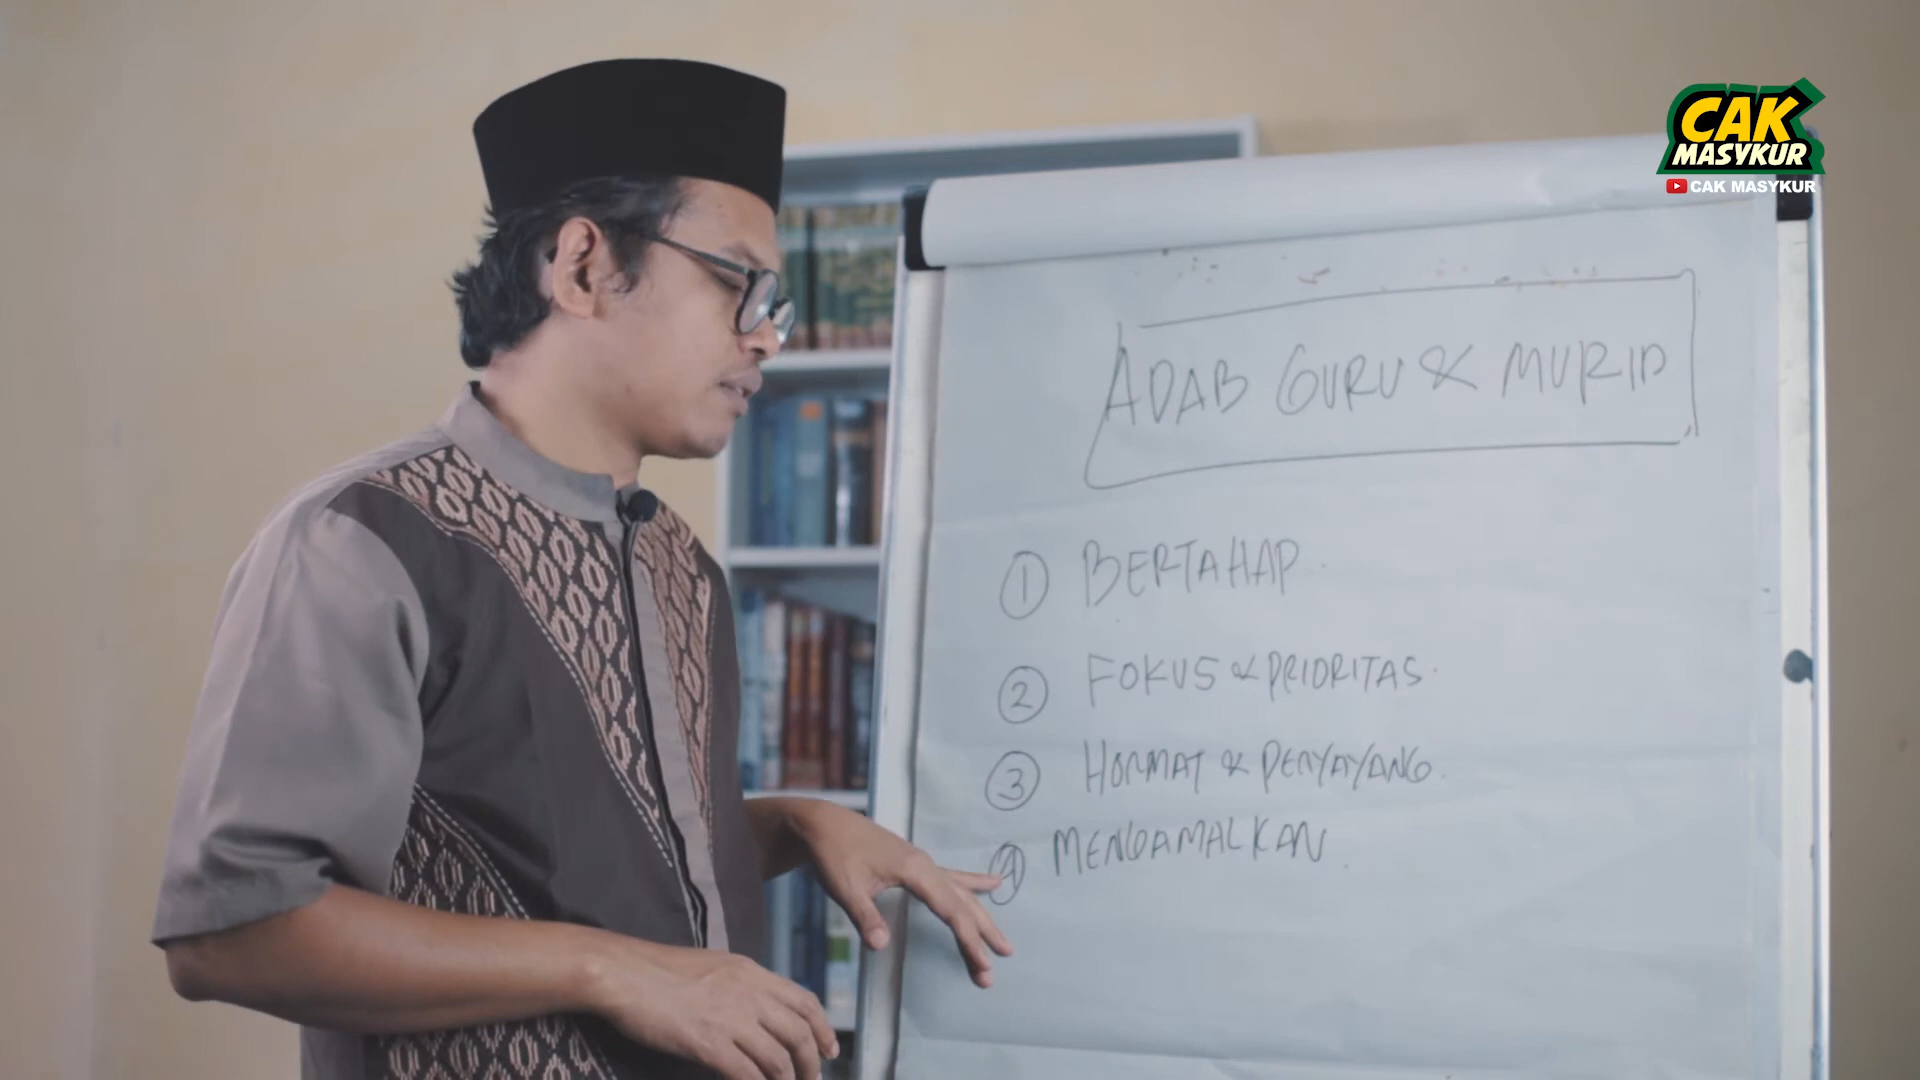 CAK
MASYKUR
CAK MASYKUR
ADAB GURU & MURID
1 BERTAHAP.
2 FOKUS & PRIORITAS.
3 HORMAT & PENYAYANG.
4 MENGAMALKAN.